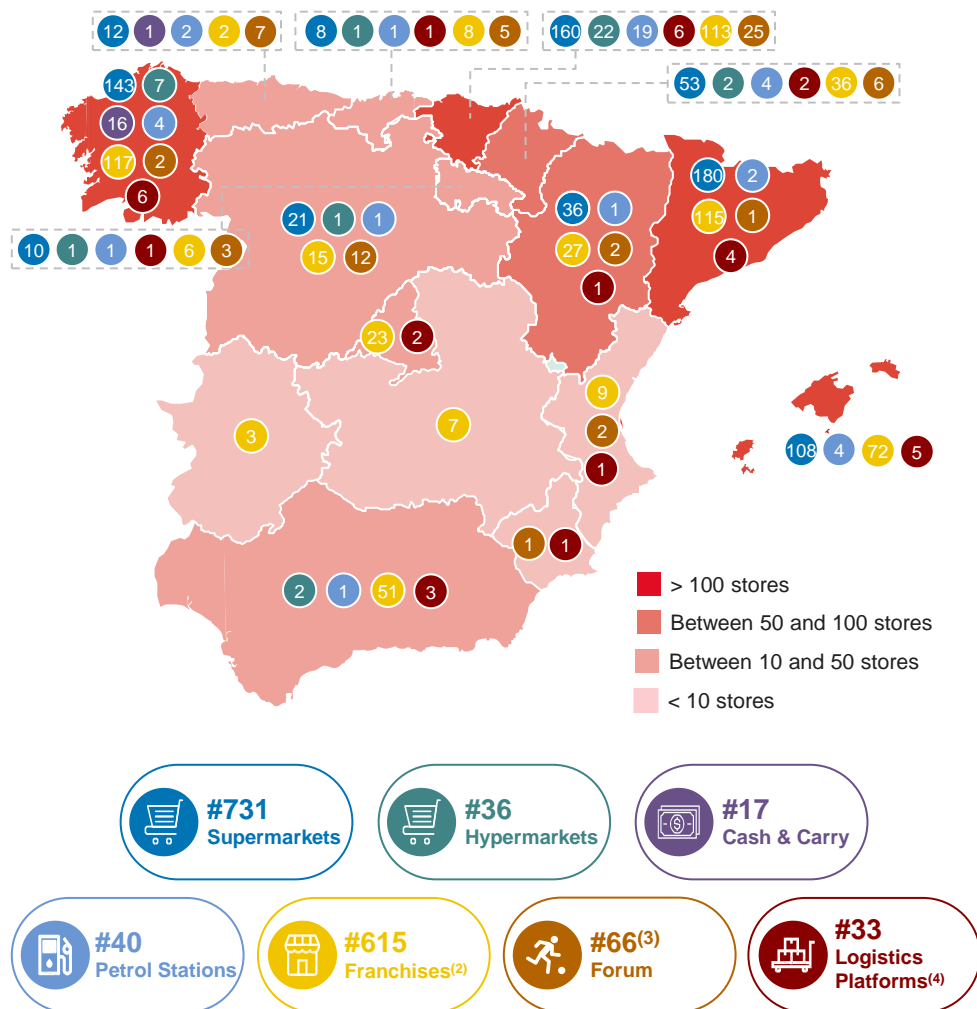 12 1 2 2 7
8 1 1 1 8 5
160 22 19 6 113 25
53 2 4 2 36 6
143 7
16 4
117 2
6
180 2
115 1
4
36 1
27 2
1
21 1 1
15 12
10 1 1 1 6 3
23 2
9
2
1
3
7
108 4 72 5
1 1
2 1 51 3
> 100 stores
Between 50 and 100 stores
Between 10 and 50 stores
< 10 stores
#731
Supermarkets
#36
Hypermarkets
#17
Cash & Carry
#40
Petrol Stations
#615
Franchises(2)
#66(3)
Forum
#33
Logistics
Platforms(4)